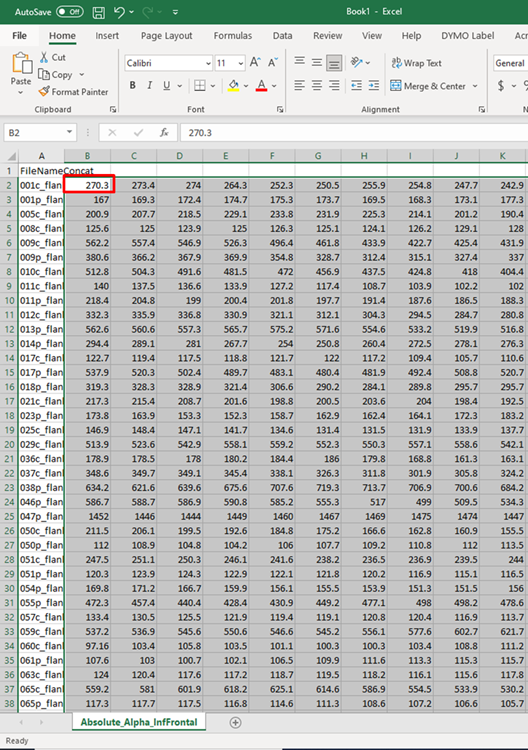 AutoSave Off Book1 - Excel
File Home Insert Page Layout Formulas Data Review View Help DYMO Label Acr
Cut
Copy
Format Painter
Paste
Calibri 11 A A
B I U A
ab Wrap Text
Merge & Center
General
$
Clipboard Font Alignment
B2 fx 270.3
A B C D E F G H I J K
1 FileNameConcat
2 001c_flan 270.3 273.4 274 264.3 252.3 250.5 255.9 254.8 247.7 242.9
3 001p_flan 167 169.3 172.4 174.7 175.3 173.7 169.5 168.3 173.1 177.3
4 005c_flan 200.9 207.7 218.5 229.1 233.8 231.9 225.3 214.1 201.2 190.4
5 008c_flan 125.6 125 123.9 125 126.3 125.1 124.1 126.2 129.1 128
6 009c_flan 562.2 557.4 546.9 526.3 496.4 461.8 433.9 422.7 425.4 431.9
7 009p_flan 380.6 366.2 367.9 369.9 354.8 328.7 312.4 315.1 327.4 337
8 010c_flan 512.8 504.3 491.6 481.5 472 456.9 437.5 424.8 418 404.4
9 011c_flan 140 137.5 136.6 133.9 127.2 117.4 108.7 103.9 102.2 102
10 011p_flan 218.4 204.8 199 200.4 201.8 197.7 191.4 187.6 186.5 188.3
11 012c_flan 332.3 335.9 336.8 330.9 321.1 312.1 304.3 294.5 284.7 280.8
12 013p_flan 562.6 560.6 557.3 565.7 575.2 571.6 554.6 533.2 519.9 516.8
13 014p_flan 294.4 289.1 281 267.7 254 250.8 260.4 272.5 278.1 276.3
14 017c_flan 122.7 119.4 117.5 118.8 121.7 122 117.2 109.4 105.7 110.6
15 017p_flan 537.9 520.3 502.4 489.7 483.1 480.4 481.9 492.4 508.8 520.7
16 018p_flan 319.3 328.3 328.9 321.4 306.6 290.2 284.1 289.8 295.7 295.7
17 021c_flan 217.3 215.4 208.7 201.6 198.8 200.5 203.6 204 198.4 192.5
18 023p_flan 173.8 163.9 153.3 152.3 158.7 162.9 162.4 164.1 172.3 183.2
19 025c_flan 146.9 148.4 147.1 141.7 134.6 131.4 131.5 131.9 133.9 137.7
20 029c_flan 513.9 523.6 542.9 558.1 559.2 552.3 550.3 557.1 558.6 542.1
21 036c_flan 178.9 178.5 178 180.2 184.4 186 179.8 168.8 161.3 163.1
22 037c_flan 348.6 349.7 349.1 345.4 338.1 326.3 311.8 301.9 305.8 324.2
23 038p_flan 634.2 621.6 639.6 675.6 707.6 719.3 713.7 706.9 700.6 684.2
24 046p_flan 586.7 588.7 586.9 590.8 585.2 555.3 517 499 509.5 534.3
25 047p_flan 1452 1446 1444 1449 1460 1467 1469 1475 1474 1447
26 050c_flan 211.5 206.1 199.5 192.6 184.8 175.2 166.6 162.8 160.9 155.5
27 050p_flan 112 108.9 104.8 104.2 106 107.7 109.2 110.8 112 113.5
28 051c_flan 247.5 251.1 250.3 246.1 241.6 238.2 236.5 236.9 239.5 244
29 051p_flan 120.3 123.9 124.3 122.9 122.1 121.8 120.2 116.9 115.1 116.5
30 054p_flan 169.8 171.2 166.7 159.9 156.1 155.5 153.9 151.3 151.5 156
31 055p_flan 472.3 457.4 440.4 428.4 430.9 449.2 477.1 498 498.2 478.6
32 057c_flan 133.4 130.5 125.5 121.9 119.4 119.1 120.8 120.4 116.9 113.7
33 059c_flan 537.2 536.9 545.6 550.6 546.6 545.2 556.1 577.6 602.7 621.7
34 060c_flan 97.16 103.4 105.8 103.5 101.1 100.3 100.3 103.4 108.8 111.2
35 061p_flan 107.6 103 100.7 102.1 106.5 109.9 111.6 113.3 115.3 115.7
36 063c_flan 124 120.4 117.6 117.2 118.7 119.5 118.2 116.1 115.6 117.8
37 065c_flan 559.2 581 601.9 618.2 625.1 614.6 586.9 554.5 533.9 530.2
38 065p_flan 117.3 117.7 117.5 116.8 114.6 111.3 108.6 107.2 106.6 105.7
Absolute_Alpha_InfFrontal
Ready